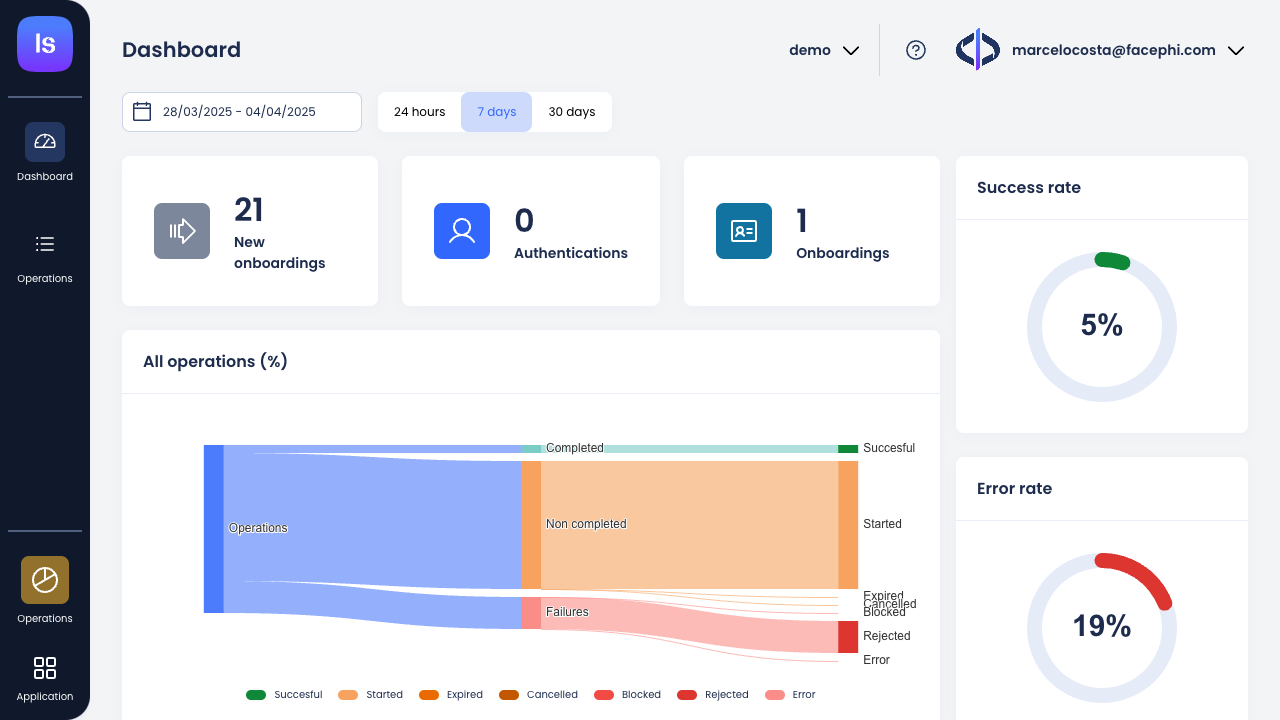 Is
Dashboard
Operations
Operations
Application
Dashboard
demo
marcelocosta@facephi.com
28/03/2025 - 04/04/2025
24 hours
7 days
30 days
21
New
onboardings
0
Authentications
1
Onboardings
All operations (%)
Operations
Completed
Non completed
Failures
Succesful
Started
Expired
Cancelled
Blocked
Rejected
Error
Succesful
Started
Expired
Cancelled
Blocked
Rejected
Error
Success rate
5%
Error rate
19%